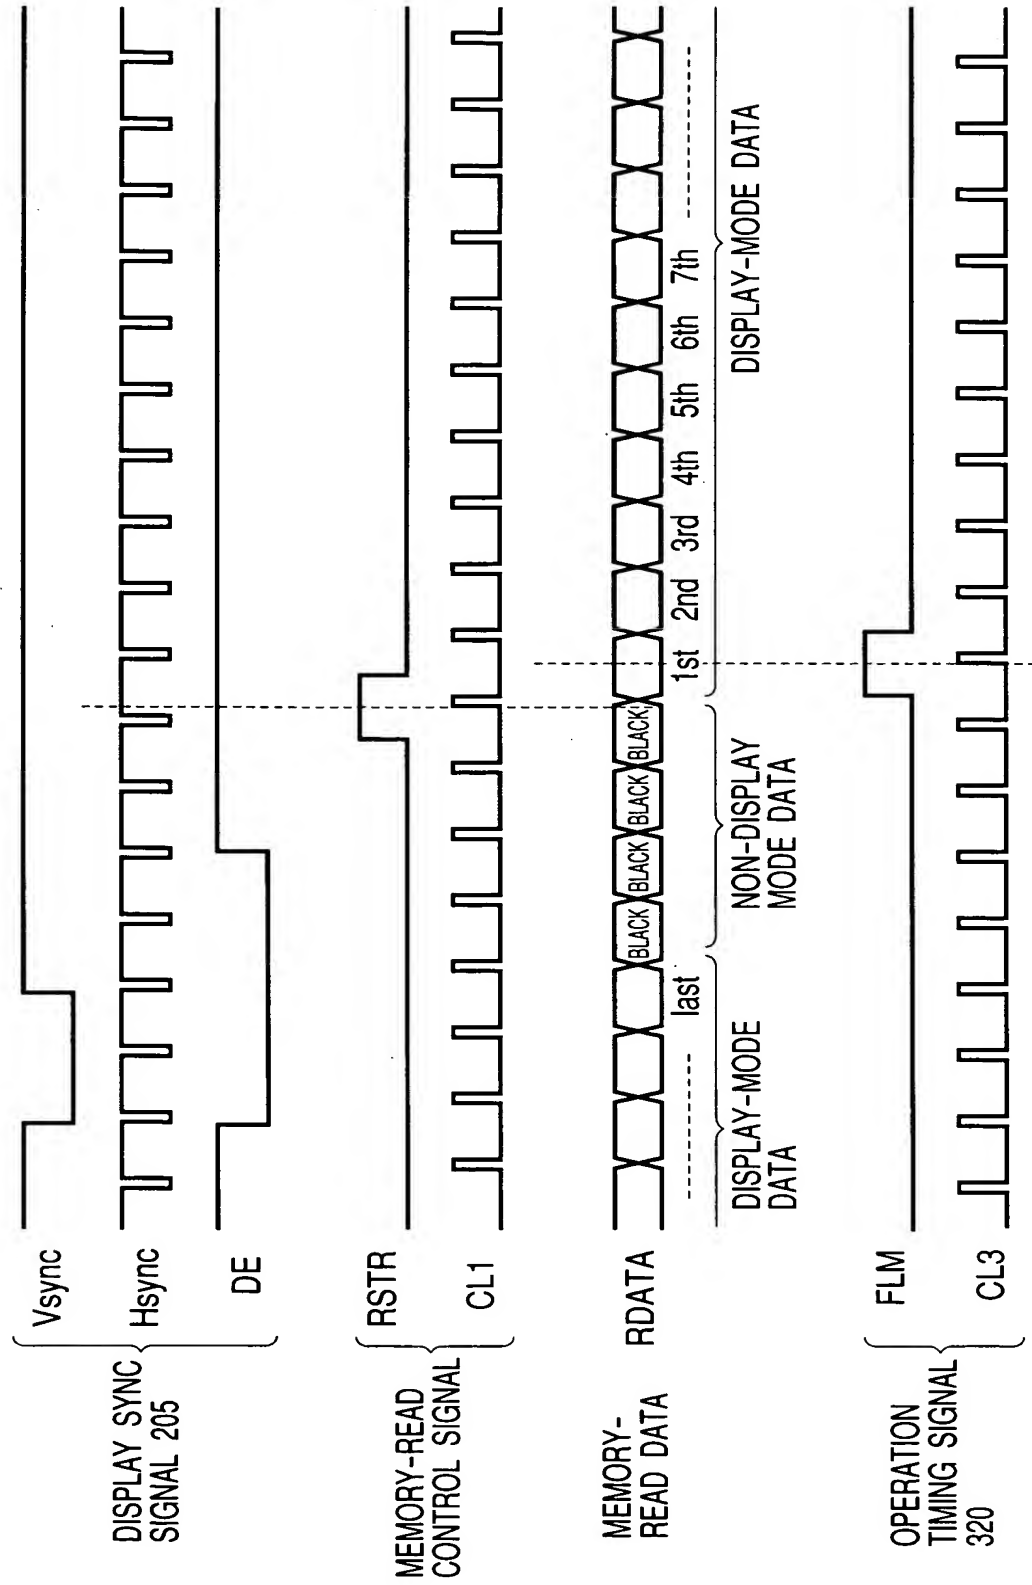 DISPLAY SYNC
SIGNAL 205
Vsync
Hsync
DE
MEMORY-READ
CONTROL SIGNAL
RSTR
CL1
MEMORY-
READ DATA
RDATA
BLACK BLACK BLACK BLACK
last 1st 2nd 3rd 4th 5th 6th 7th
DISPLAY-MODE
DATA
NON-DISPLAY
MODE DATA
DISPLAY-MODE DATA
OPERATION
TIMING SIGNAL
320
FLM
CL3